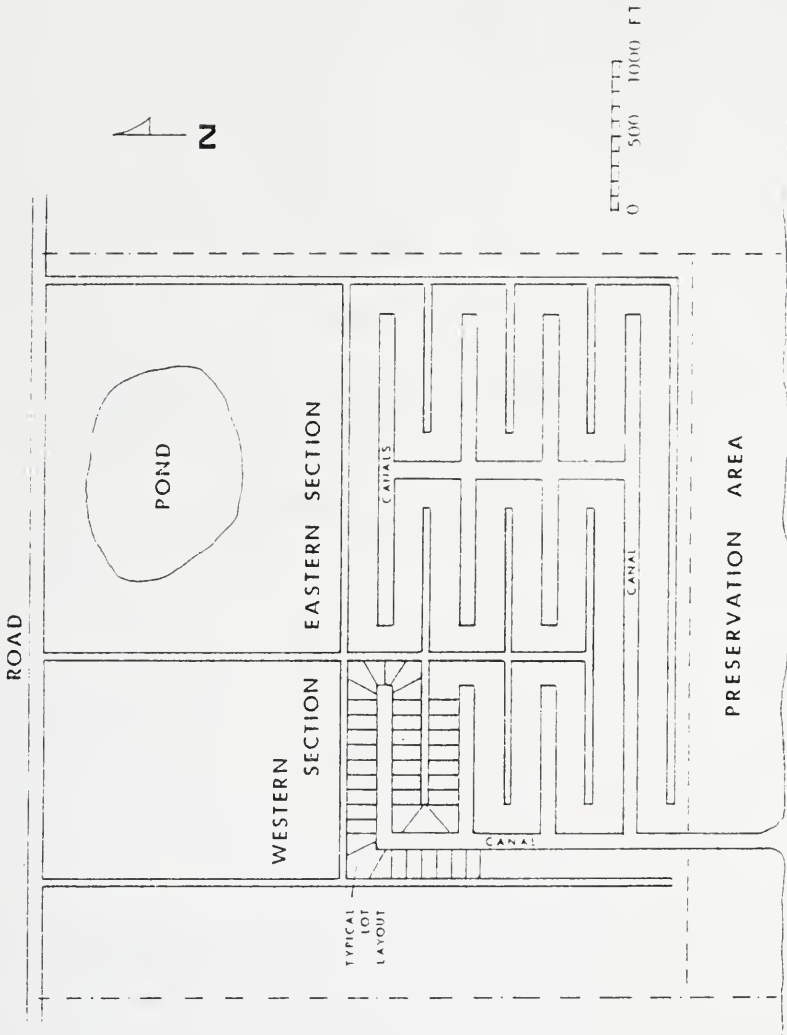 ROAD
N
POND
WESTERN
SECTION
EASTERN SECTION
CANALS
CANAL
CANAL
TYPICAL
LOT
LAYOUT
PRESERVATION AREA
0 500 1000 FT